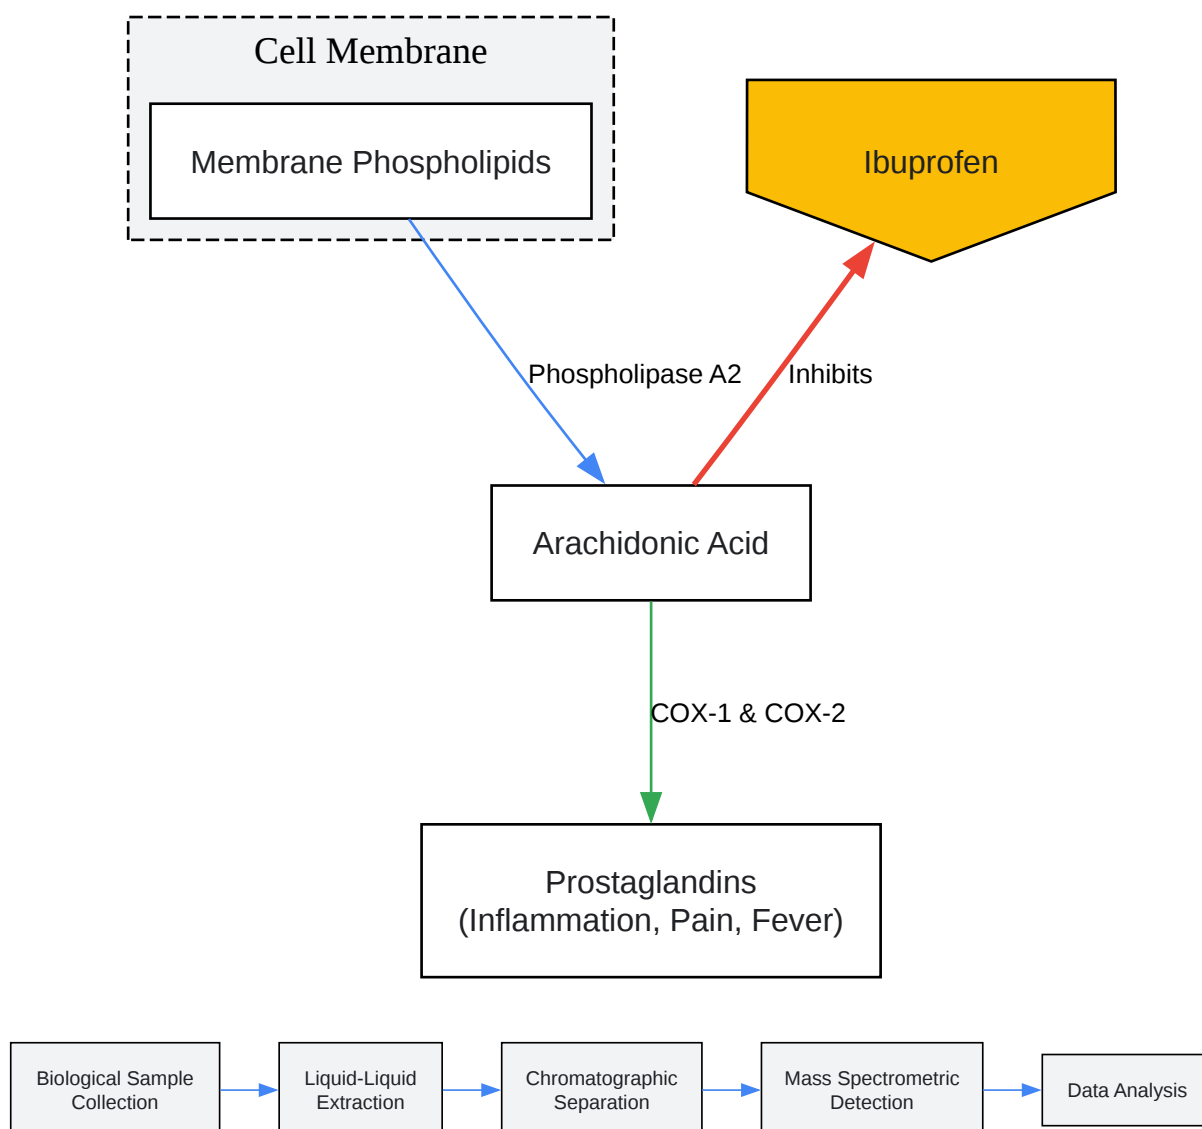 Cell Membrane
Membrane Phospholipids
Ibuprofen
Phospholipase A2
Inhibits
Arachidonic Acid
COX-1 & COX-2
Prostaglandins
(Inflammation, Pain, Fever)
Biological Sample
Collection
Liquid-Liquid
Extraction
Chromatographic
Separation
Mass Spectrometric
Detection
Data Analysis